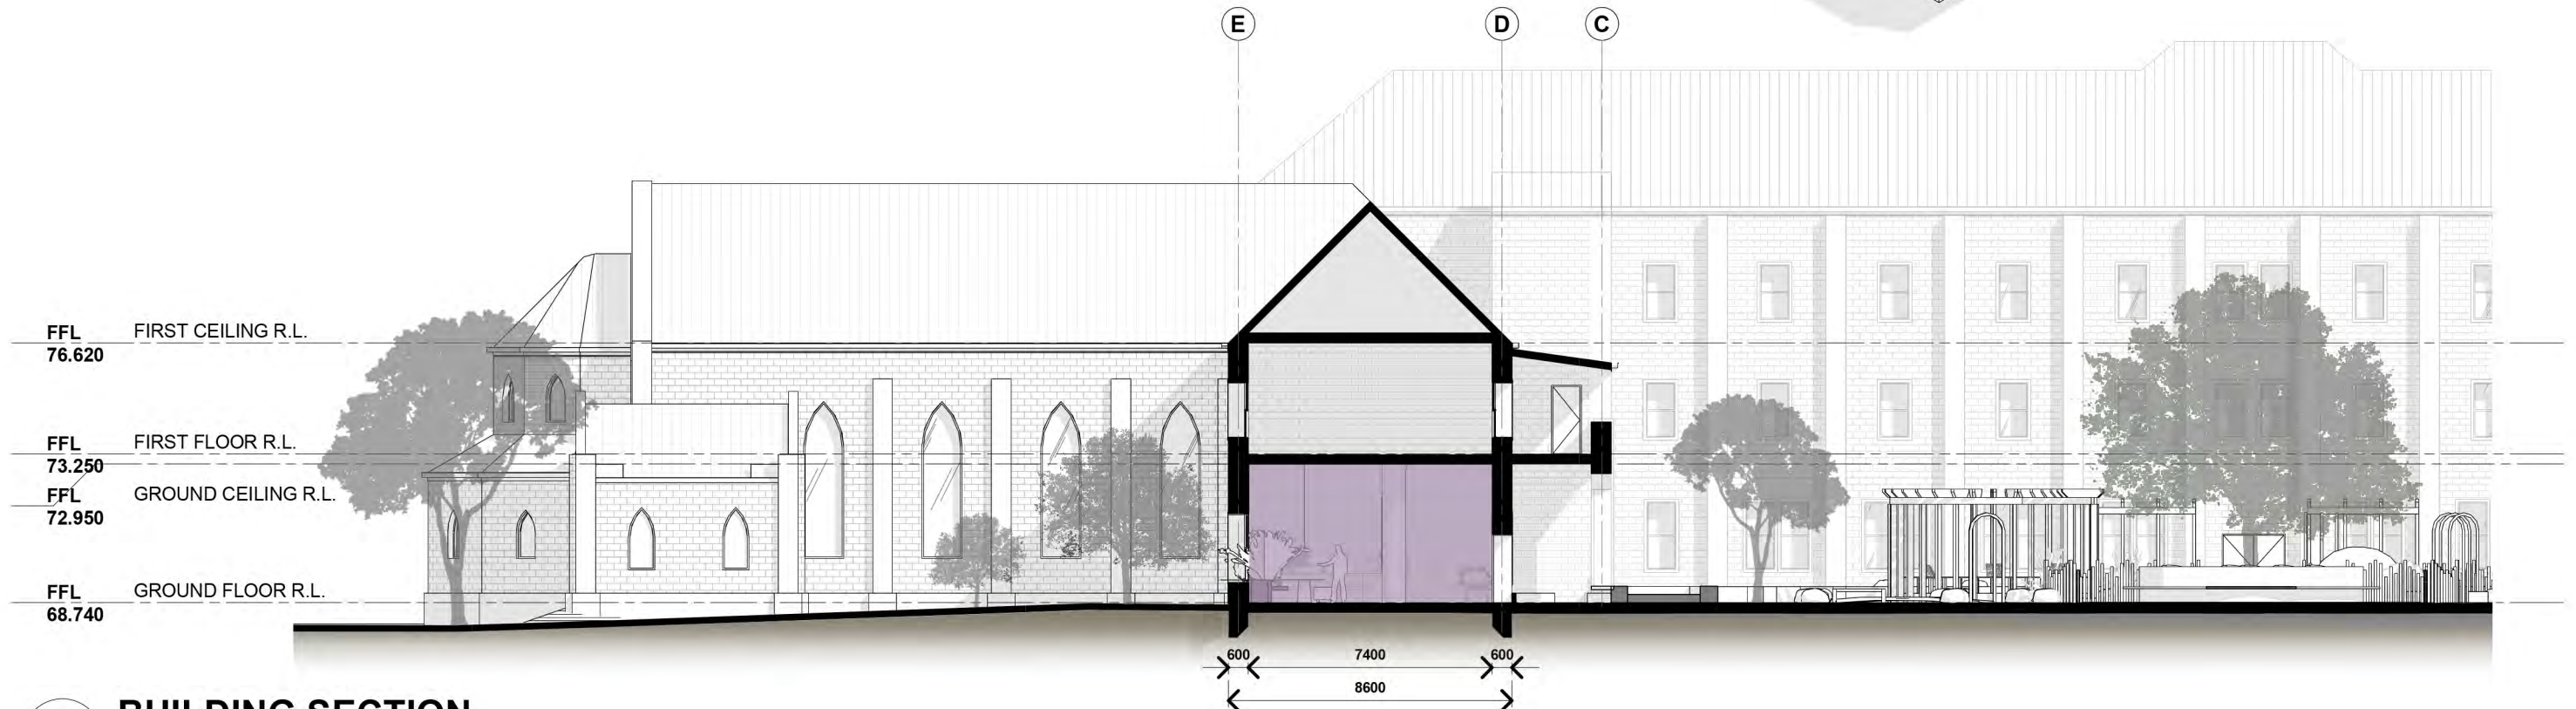 E D C
FFL FIRST CEILING R.L.
76.620
FFL FIRST FLOOR R.L.
73.250
FFL GROUND CEILING R.L.
72.950
FFL GROUND FLOOR R.L.
68.740
600 7400 600
8600
BUILDING SECTION